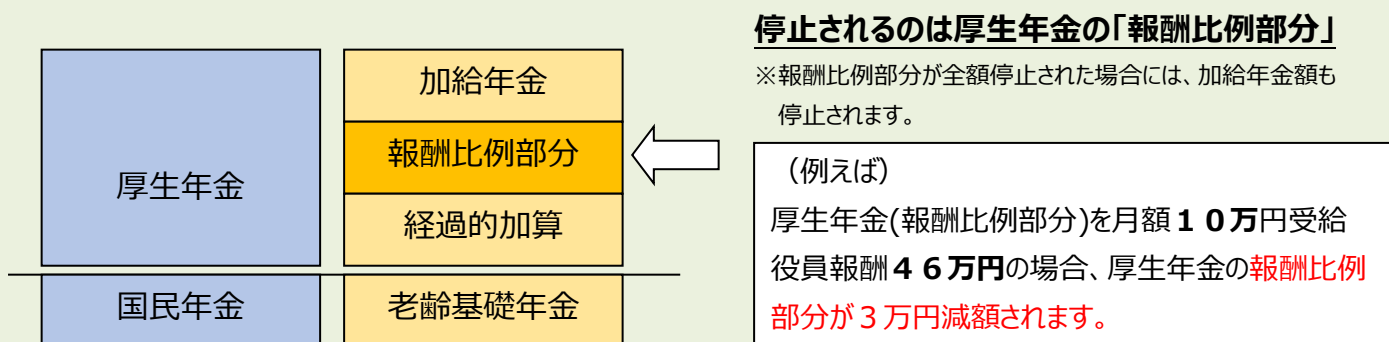 停止されるのは厚生年金の「報酬比例部分」
※報酬比例部分が全額停止された場合には、加給年金額も
停止されます。
厚生年金
加給年金
報酬比例部分
経過的加算
国民年金
老齢基礎年金
（例えば）
厚生年金(報酬比例部分)を月額１０万円受給
役員報酬４６万円の場合、厚生年金の報酬比例
部分が３万円減額されます。